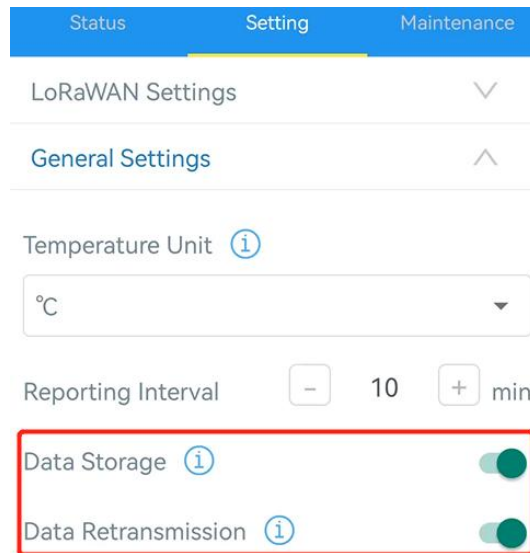 Status Setting Maintenance
LoRaWAN Settings
General Settings
Temperature Unit i
℃
Reporting Interval - 10 + min
Data Storage i
Data Retransmission i